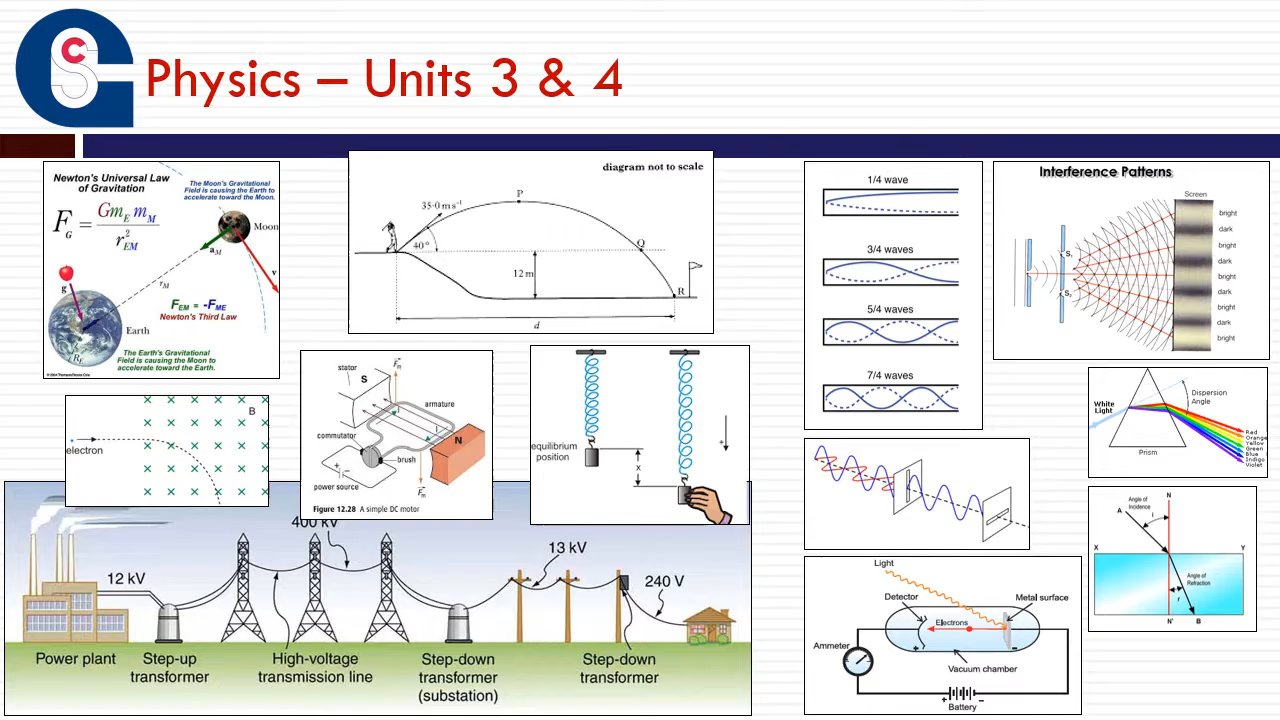 CS
Physics – Units 3 & 4
Newton's Universal Law
of Gravitation
The Moon's Gravitational
Field is causing the Earth to
accelerate toward the Moon.
F_G = Gm_E m_M / r²_EM
Moon
a_M
v
r_M
g
F_EM = -F_ME
Newton's Third Law
Earth
The Earth's Gravitational
Field is causing the Moon to
accelerate toward the Earth.
diagram not to scale
P
35·0 m s⁻¹
40°
Q
12 m
R
d
1/4 wave
3/4 waves
5/4 waves
7/4 waves
Interference Patterns
Screen
bright
dark
bright
dark
bright
dark
bright
dark
bright
S₁
S₂
B
electron
stator
S
F_m
armature
commutator
I
N
brush
+ −
power source
F_m
Figure 12.28 A simple DC motor
equilibrium
position
x
+
White
Light
Dispersion
Angle
Prism
Red
Orange
Yellow
Green
Blue
Indigo
Violet
Angle of
Incidence
N
A
i
X
Y
Angle of
Refraction
r
N'
B
Light
Detector
Metal surface
Electrons
+
−
Ammeter
Vacuum chamber
+ −
Battery
400 kV
12 kV
13 kV
240 V
Power plant
Step-up
transformer
High-voltage
transmission line
Step-down
transformer
(substation)
Step-down
transformer